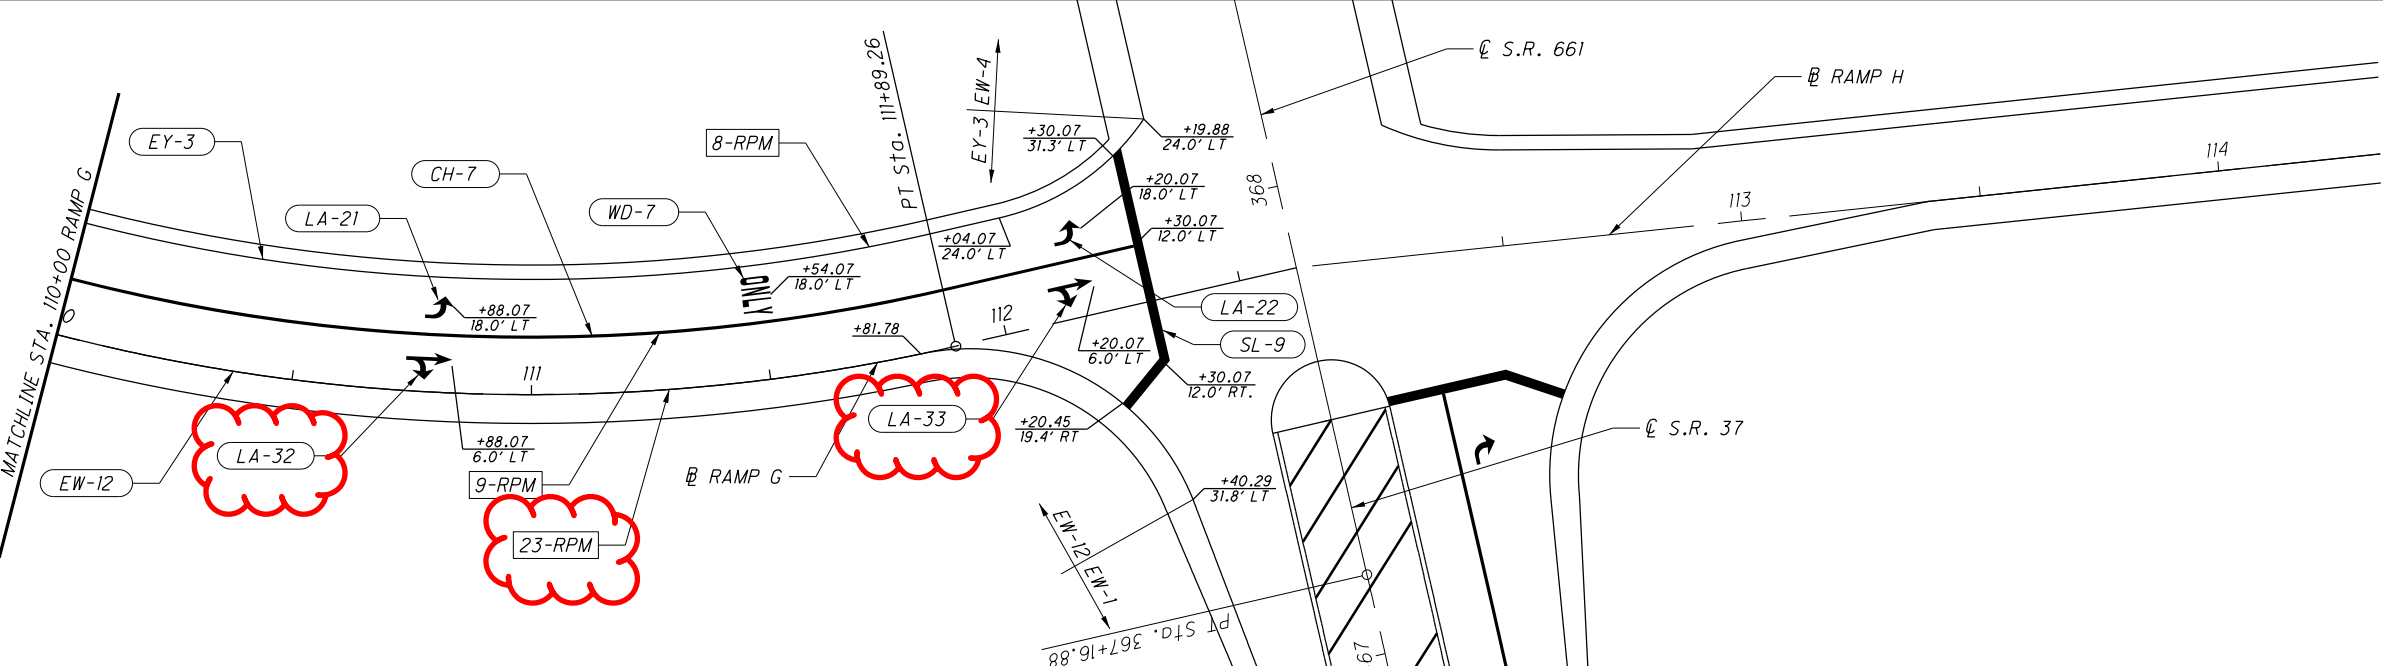 MATCHLINE STA. 110+00 RAMP G
0
EY-3
LA-21
CH-7
WD-7
8-RPM
PT Sta. 111+89.26
EY-3 EW-4
+30.07
31.3' LT
+19.88
24.0' LT
+20.07
18.0' LT
+30.07
12.0' LT
+04.07
24.0' LT
+54.07
18.0' LT
ONLY
+88.07
18.0' LT
+81.78
112
111
+20.07
6.0' LT
LA-22
SL-9
+30.07
12.0' RT.
LA-33
+20.45
19.4' RT
+88.07
6.0' LT
LA-32
EW-12
9-RPM
23-RPM
℄ S.R. 661
368
B̲L RAMP H
113
114
B̲L RAMP G
℄ S.R. 37
+40.29
31.8' LT
EW-12 EW-1
PT Sta. 367+16.88
67